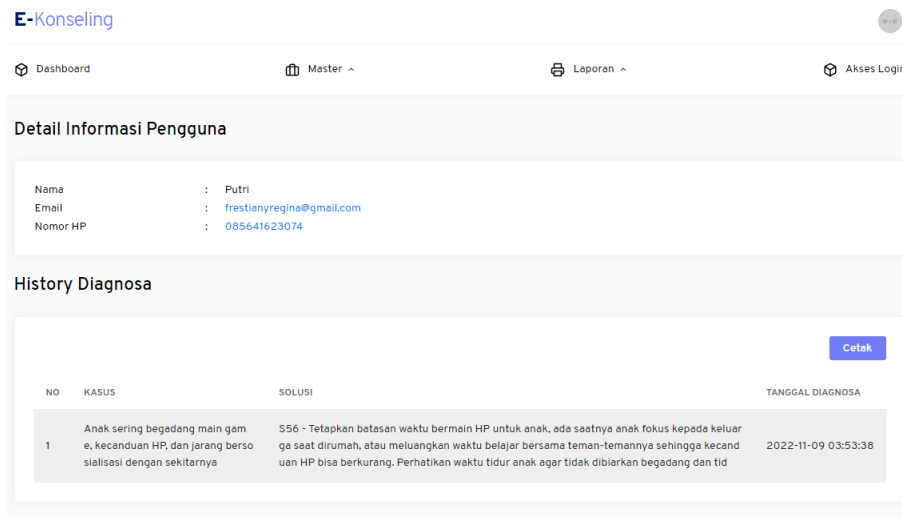 E-Konseling
Dashboard
Master
Laporan
Akses Login
Detail Informasi Pengguna
Nama : Putri
Email : frestianyregina@gmail.com
Nomor HP : 085641623074
History Diagnosa
Cetak
NO KASUS SOLUSI TANGGAL DIAGNOSA
Anak sering begadang main gam
e, kecanduan HP, dan jarang berso
sialisasi dengan sekitarnya
S56 - Tetapkan batasan waktu bermain HP untuk anak, ada saatnya anak fokus kepada keluar
ga saat dirumah, atau meluangkan waktu belajar bersama teman-temannya sehingga kecand
uan HP bisa berkurang. Perhatikan waktu tidur anak agar tidak dibiarkan begadang dan tid
1
2022-11-09 03:53:38